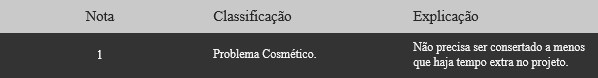 Nota Classificação Explicação
1 Problema Cosmético. Não precisa ser consertado a menos
que haja tempo extra no projeto.